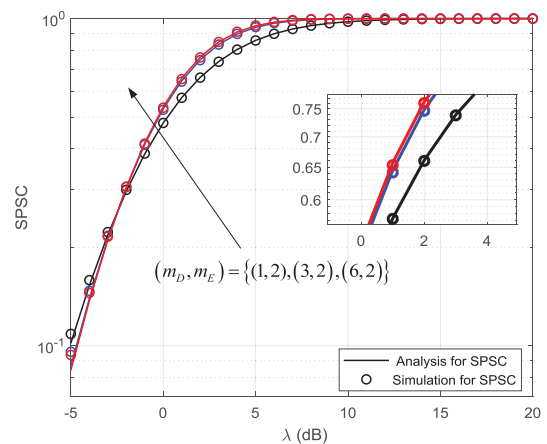 SPSC
10^0
10^{-1}
(m_D, m_E) = {(1,2),(3,2),(6,2)}
0.75
0.7
0.65
0.6
0 2 4
Analysis for SPSC
Simulation for SPSC
-5 0 5 10 15 20
λ (dB)